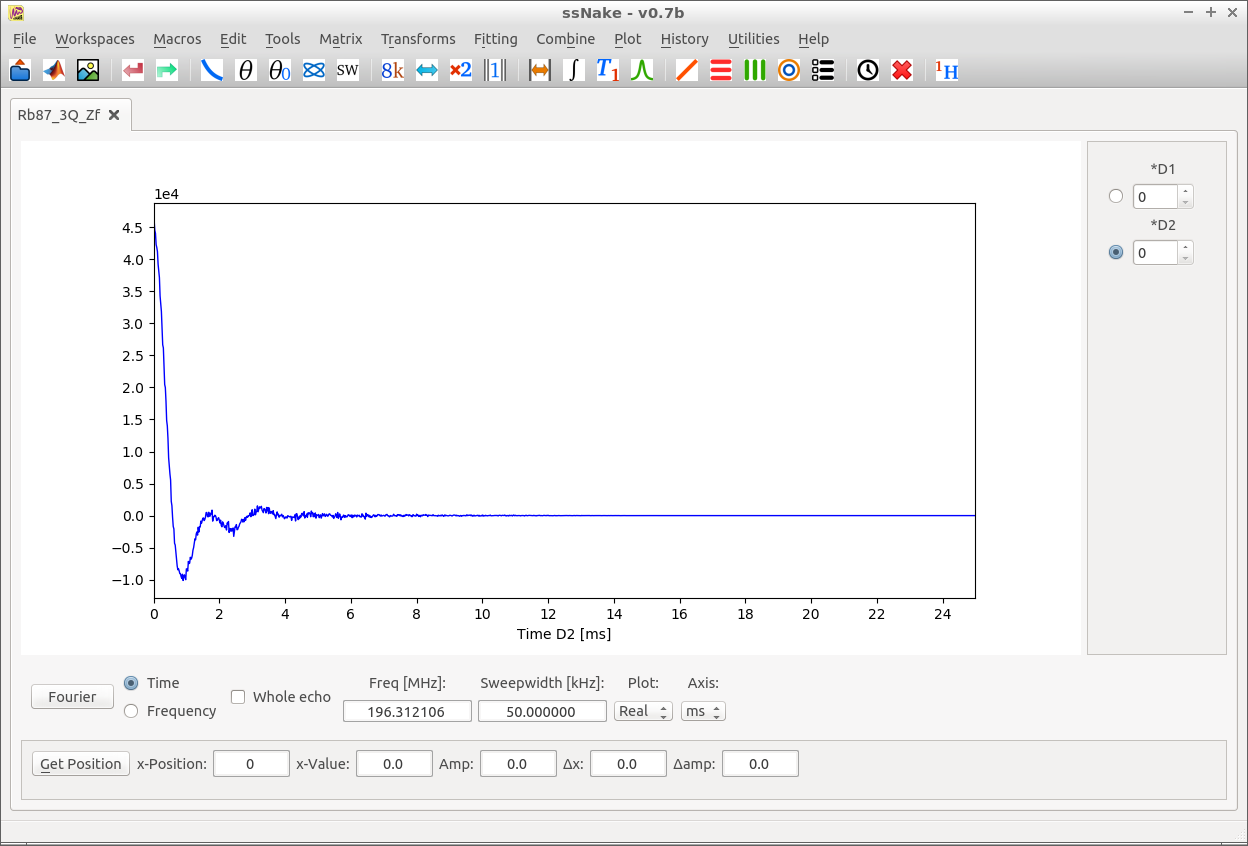 ssNake - v0.7b
File Workspaces Macros Edit Tools Matrix Transforms Fitting Combine Plot History Utilities Help
θ θ0 SW 8k ×2 ||1|| ∫ T1 1H
Rb87_3Q_Zf
*D1
0
*D2
0
1e4
4.5
4.0
3.5
3.0
2.5
2.0
1.5
1.0
0.5
0.0
−0.5
−1.0
0 2 4 6 8 10 12 14 16 18 20 22 24
Time D2 [ms]
Fourier
Time
Frequency
Whole echo
Freq [MHz]: Sweepwidth [kHz]: Plot: Axis:
196.312106 50.000000 Real ms
Get Position x-Position: 0 x-Value: 0.0 Amp: 0.0 Δx: 0.0 Δamp: 0.0